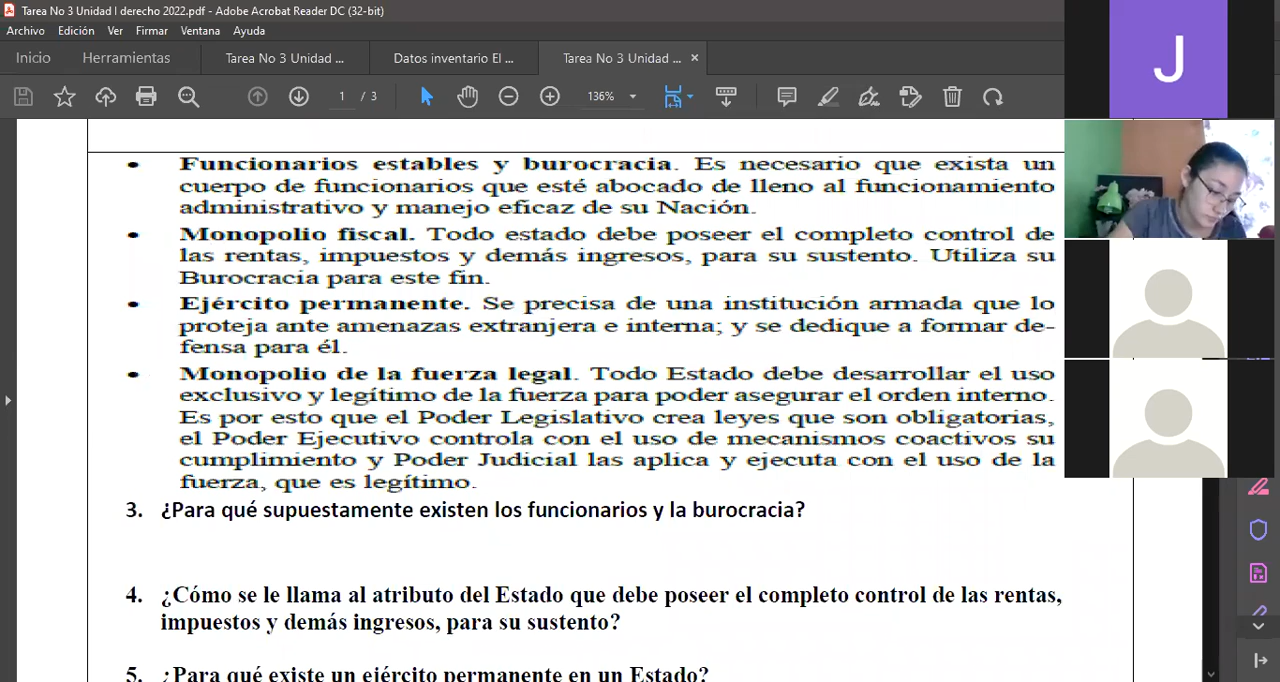 Tarea No 3 Unidad I derecho 2022.pdf - Adobe Acrobat Reader DC (32-bit)
Archivo Edición Ver Firmar Ventana Ayuda
Inicio Herramientas Tarea No 3 Unidad ... Datos inventario El ... Tarea No 3 Unidad ... ×
1 / 3 136%
J
• Funcionarios estables y burocracia. Es necesario que exista un
cuerpo de funcionarios que esté abocado de lleno al funcionamiento
administrativo y manejo eficaz de su Nación.
• Monopolio fiscal. Todo estado debe poseer el completo control de
las rentas, impuestos y demás ingresos, para su sustento. Utiliza su
Burocracia para este fin.
• Ejército permanente. Se precisa de una institución armada que lo
proteja ante amenazas extranjera e interna; y se dedique a formar de-
fensa para él.
• Monopolio de la fuerza legal. Todo Estado debe desarrollar el uso
exclusivo y legítimo de la fuerza para poder asegurar el orden interno.
Es por esto que el Poder Legislativo crea leyes que son obligatorias,
el Poder Ejecutivo controla con el uso de mecanismos coactivos su
cumplimiento y Poder Judicial las aplica y ejecuta con el uso de la
fuerza, que es legítimo.
3. ¿Para qué supuestamente existen los funcionarios y la burocracia?
4. ¿Cómo se le llama al atributo del Estado que debe poseer el completo control de las rentas,
impuestos y demás ingresos, para su sustento?
5. ¿Para qué existe un ejército permanente en un Estado?